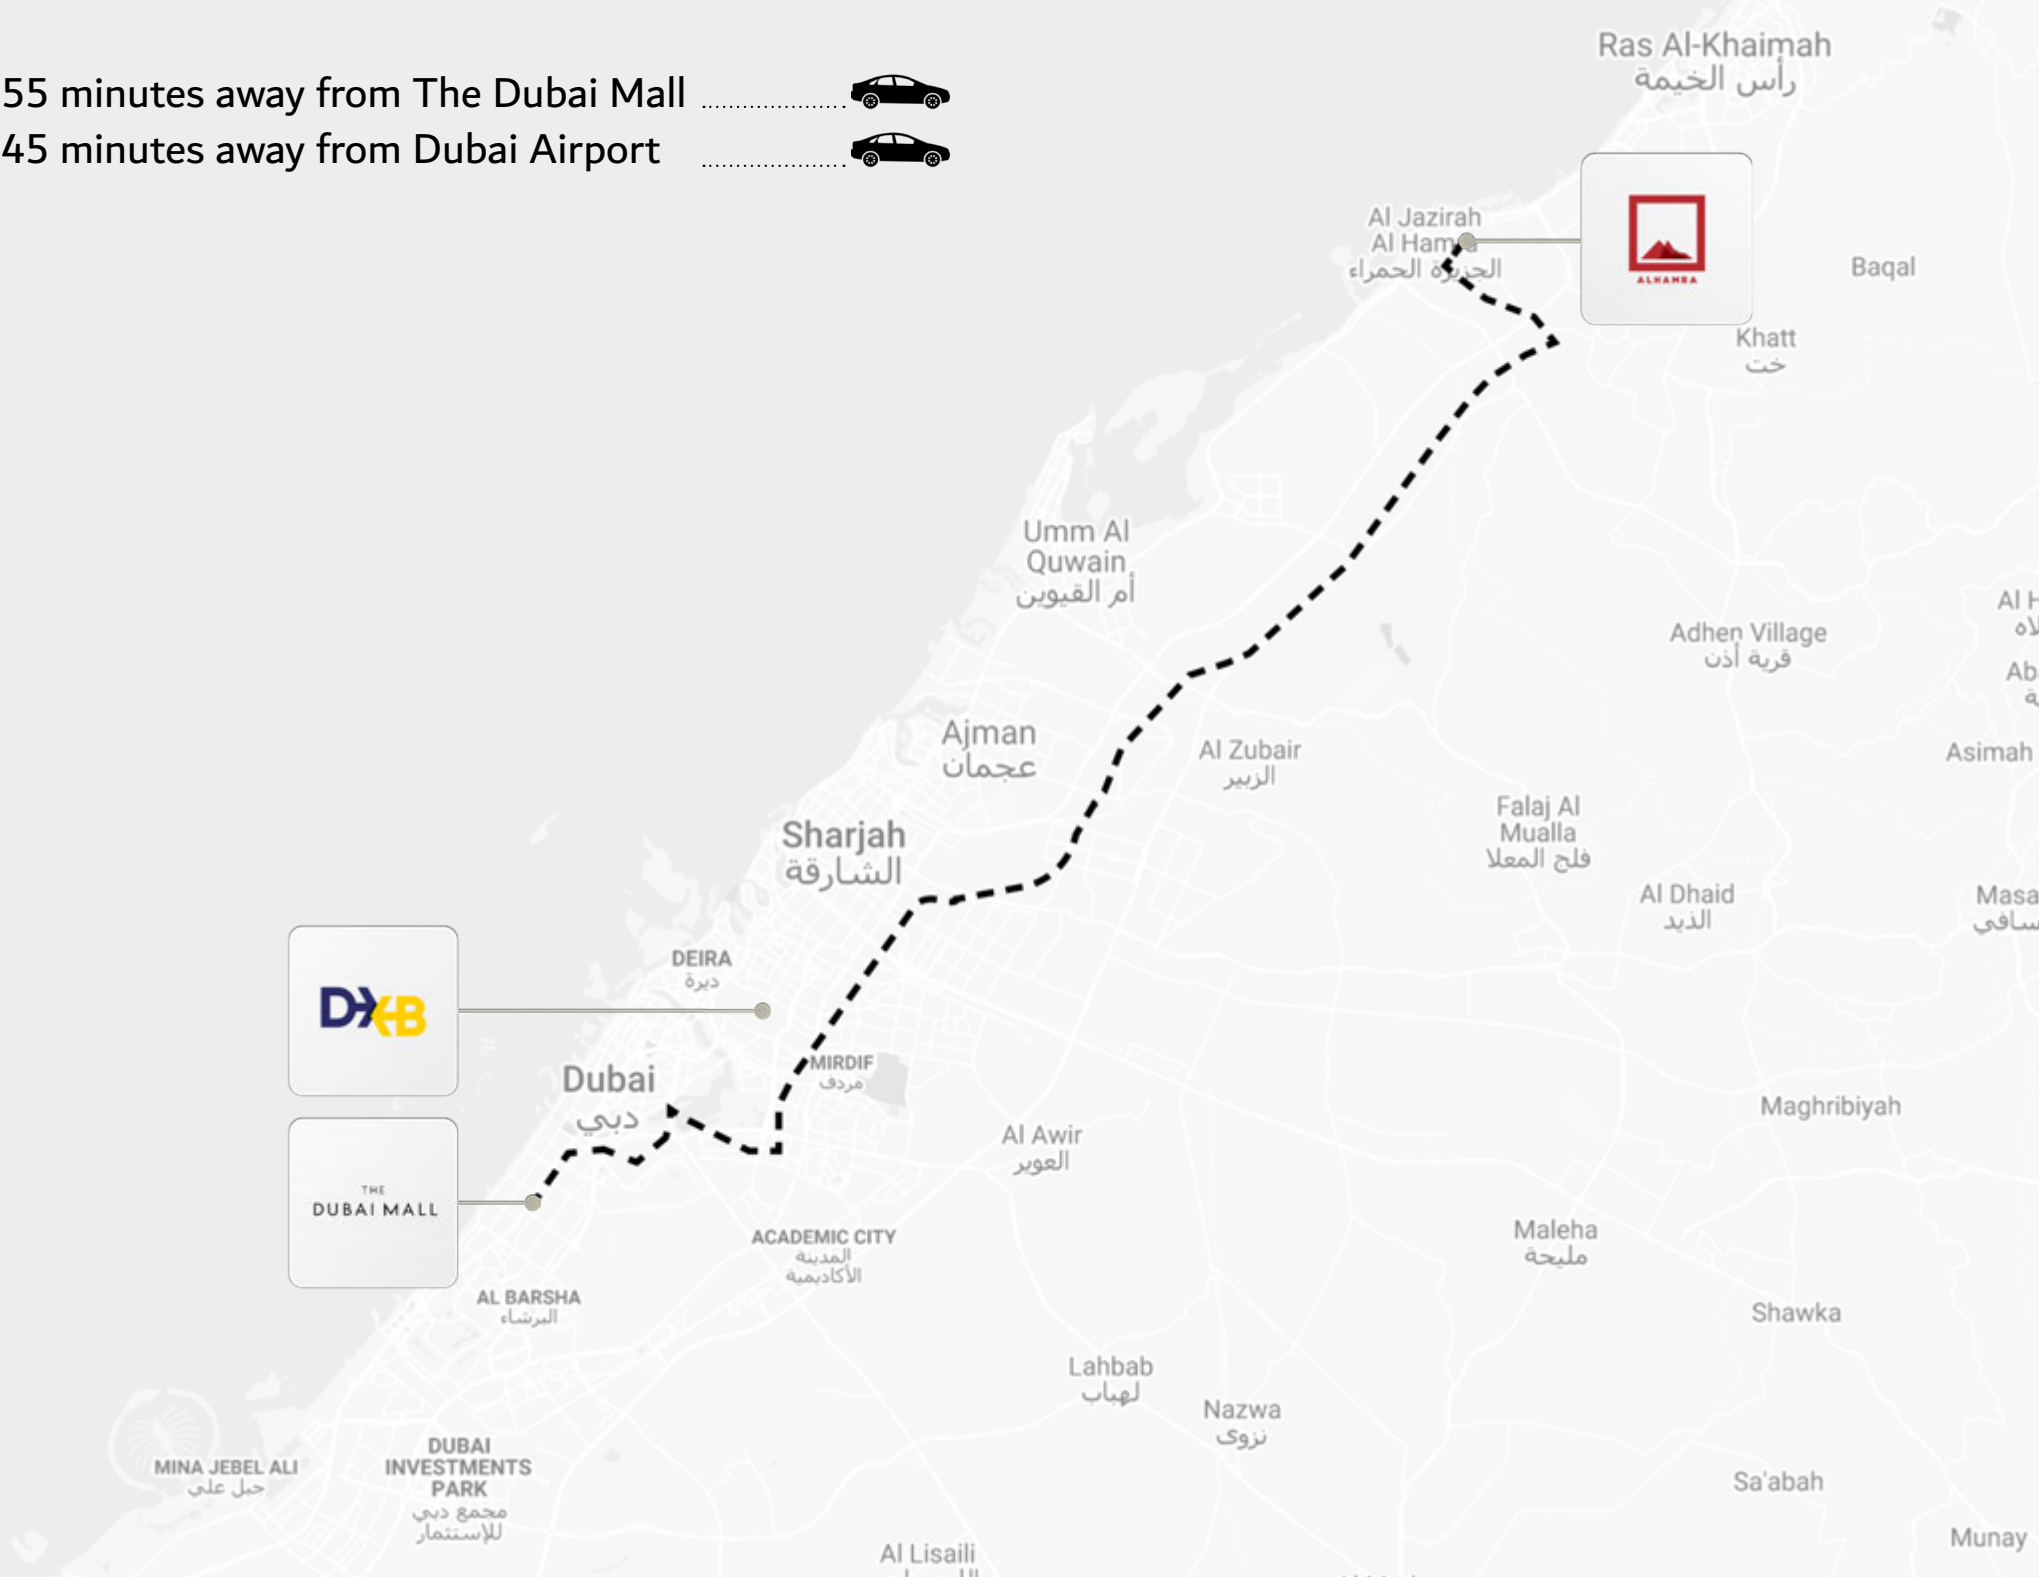 55 minutes away from The Dubai Mall
45 minutes away from Dubai Airport
Ras Al-Khaimah
رأس الخيمة
Al Jazirah
Al Hamra
الجزيرة الحمراء
ALHAMRA
Baqal
Khatt
خت
Umm Al
Quwain
أم القيوين
Adhen Village
قرية أذن
Al H
لاه
Ajman
عجمان
Al Zubair
الزبير
Asimah
Falaj Al
Mualla
فلج المعلا
Sharjah
الشارقة
Al Dhaid
الذيد
Masa
سافي
DEIRA
ديرة
DXB
MIRDIF
مردف
Dubai
دبي
Al Awir
العوير
Maghribiyah
THE
DUBAI MALL
ACADEMIC CITY
المدينة
الأكاديمية
Maleha
مليحة
AL BARSHA
البرشاء
Shawka
Lahbab
لهباب
Nazwa
نزوى
MINA JEBEL ALI
جبل علي
DUBAI
INVESTMENTS
PARK
مجمع دبي
للإستثمار
Sa'abah
Munay
Al Lisaili